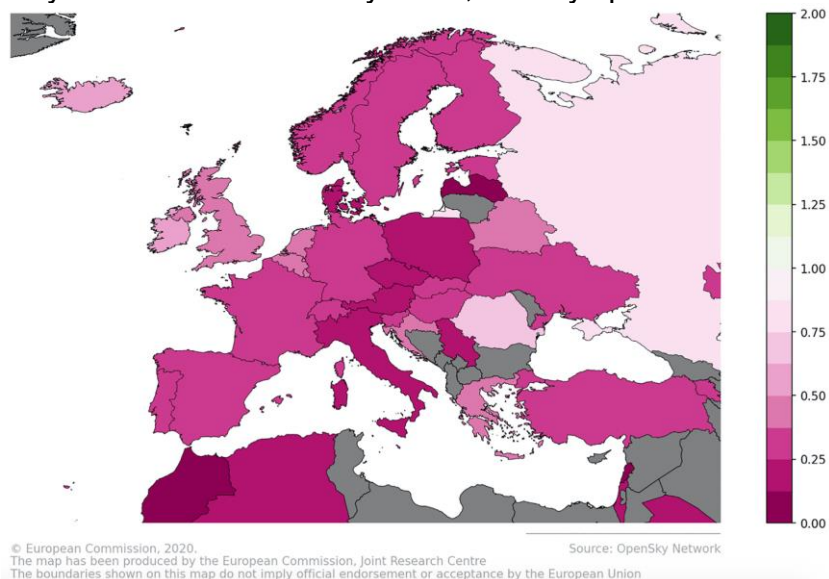 2.00
1.75
1.50
1.25
1.00
0.75
0.50
0.25
0.00
© European Commission, 2020.
Source: OpenSky Network
The map has been produced by the European Commission, Joint Research Centre
The boundaries shown on this map do not imply official endorsement or acceptance by the European Union